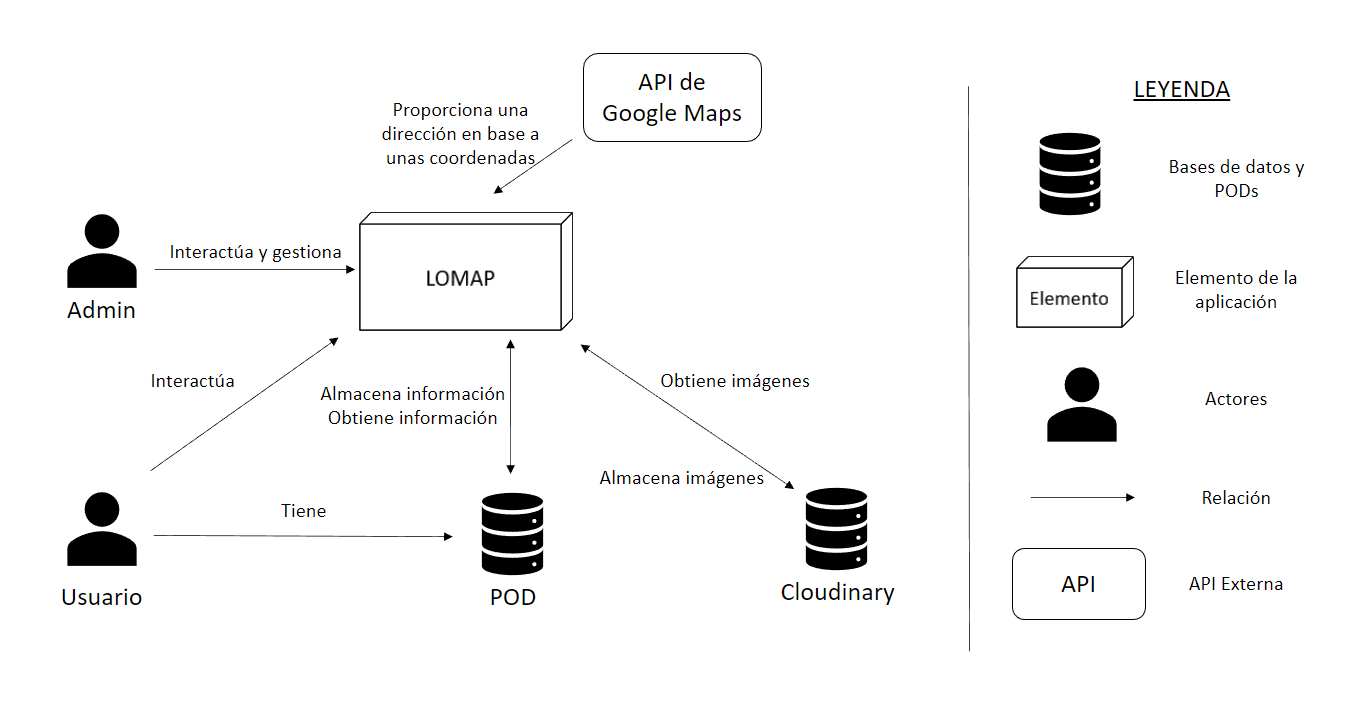 API de
Google Maps
Proporciona una
dirección en base a
unas coordenadas
Interactúa y gestiona
LOMAP
Admin
Interactúa
Almacena información
Obtiene información
Obtiene imágenes
Almacena imágenes
Tiene
Usuario
POD
Cloudinary
LEYENDA
Bases de datos y
PODs
Elemento
Elemento de la
aplicación
Actores
Relación
API
API Externa